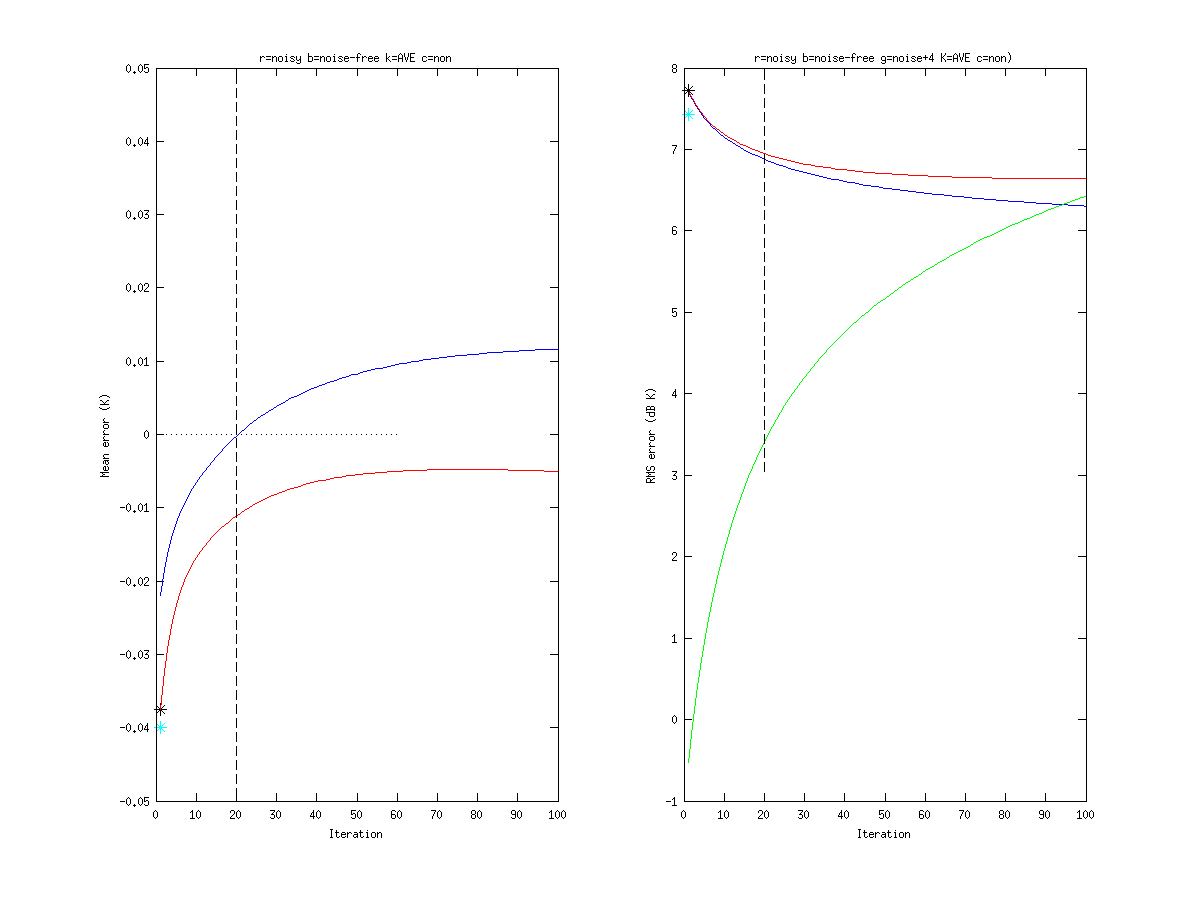 r=noisy b=noise-free k=AVE c=non
0.05
0.04
0.03
0.02
0.01
0
-0.01
-0.02
-0.03
-0.04
-0.05
Mean error (K)
0 10 20 30 40 50 60 70 80 90 100
Iteration
r=noisy b=noise-free g=noise+4 K=AVE c=non)
8
7
6
5
4
3
2
1
0
-1
RMS error (dB K)
0 10 20 30 40 50 60 70 80 90 100
Iteration